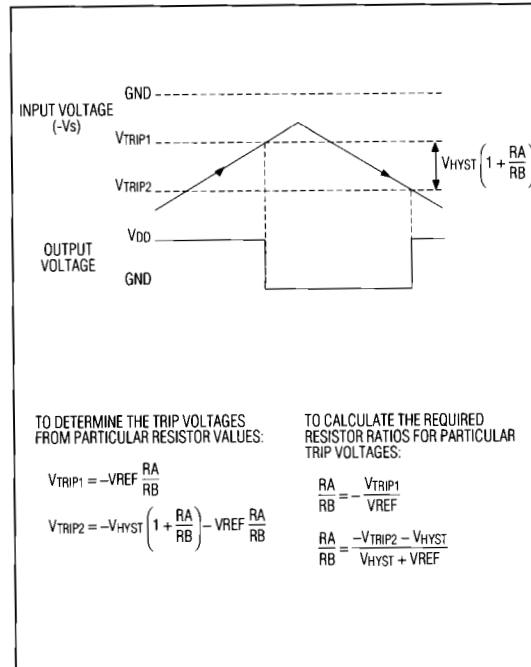 GND
INPUT VOLTAGE
(-Vs)
VTRIP1
VHYST(1 + RA/RB)
VTRIP2
VDD
OUTPUT
VOLTAGE
GND
TO DETERMINE THE TRIP VOLTAGES
FROM PARTICULAR RESISTOR VALUES:
VTRIP1 = –VREF RA/RB
VTRIP2 = –VHYST (1 + RA/RB) – VREF RA/RB
TO CALCULATE THE REQUIRED
RESISTOR RATIOS FOR PARTICULAR
TRIP VOLTAGES:
RA/RB = – VTRIP1/VREF
RA/RB = –VTRIP2 – VHYST/VHYST + VREF